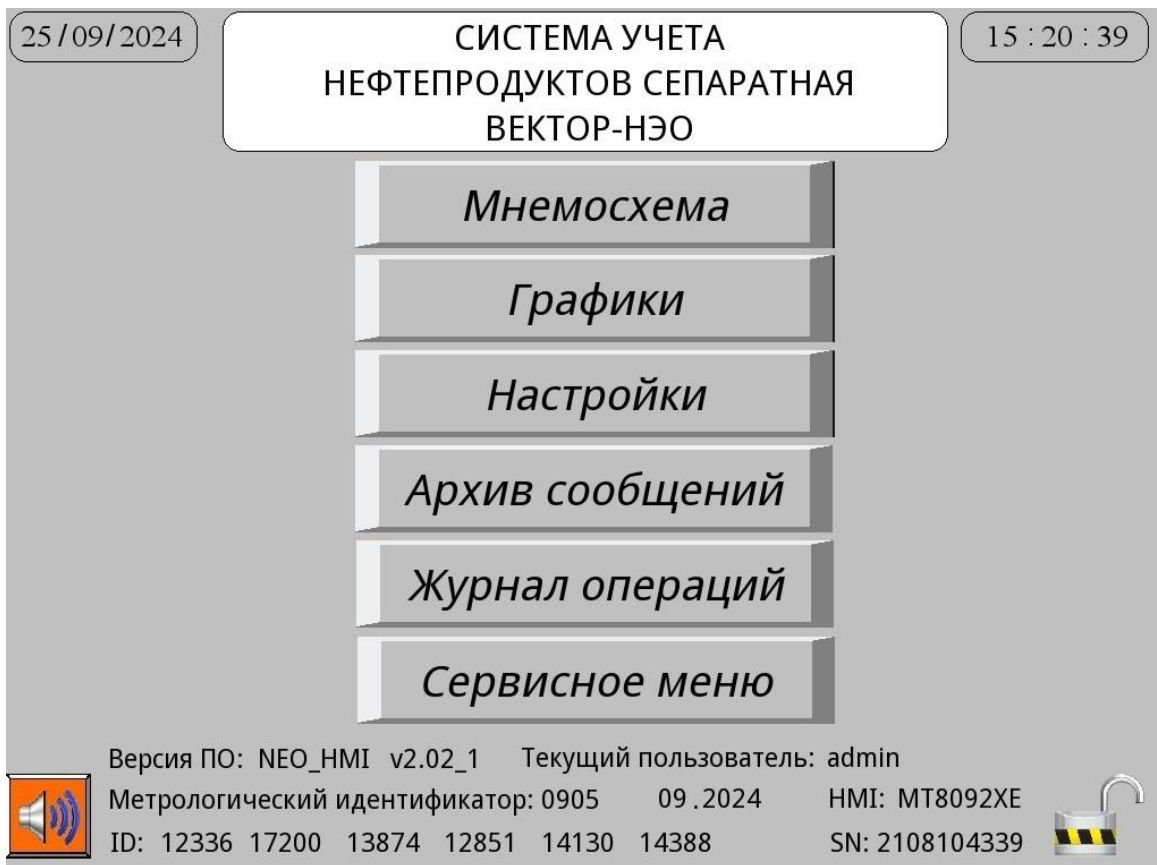 25/09/2024
СИСТЕМА УЧЕТА
НЕФТЕПРОДУКТОВ СЕПАРАТНАЯ
ВЕКТОР-НЭО
15 : 20 : 39
Мнемосхема
Графики
Настройки
Архив сообщений
Журнал операций
Сервисное меню
Версия ПО: NEO_HMI v2.02_1 Текущий пользователь: admin
Метрологический идентификатор: 0905 09.2024 HMI: MT8092XE
ID: 12336 17200 13874 12851 14130 14388 SN: 2108104339